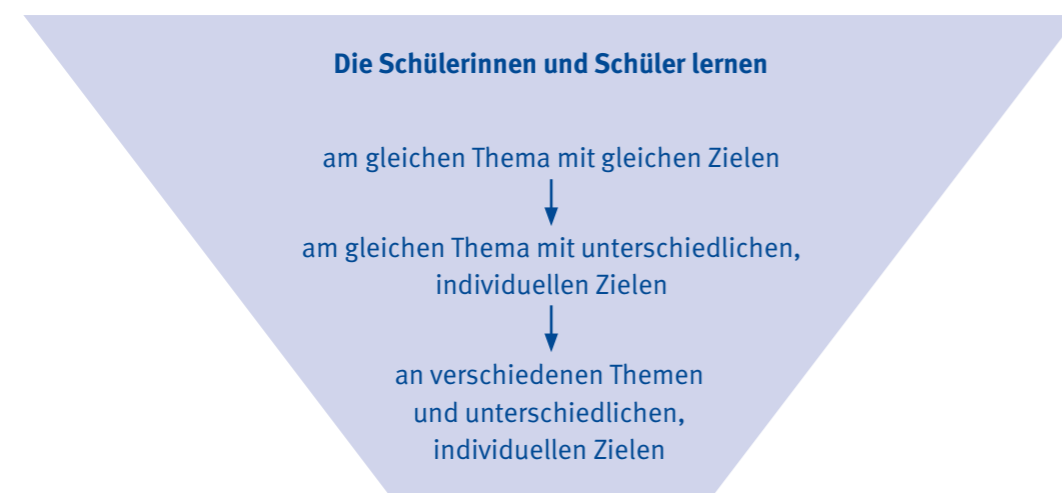 Die Schülerinnen und Schüler lernen
am gleichen Thema mit gleichen Zielen
am gleichen Thema mit unterschiedlichen,
individuellen Zielen
an verschiedenen Themen
und unterschiedlichen,
individuellen Zielen